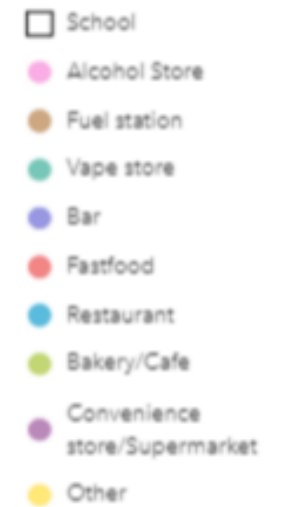 School
Alcohol Store
Fuel station
Vape store
Bar
Fastfood
Restaurant
Bakery/Cafe
Convenience
store/Supermarket
Other